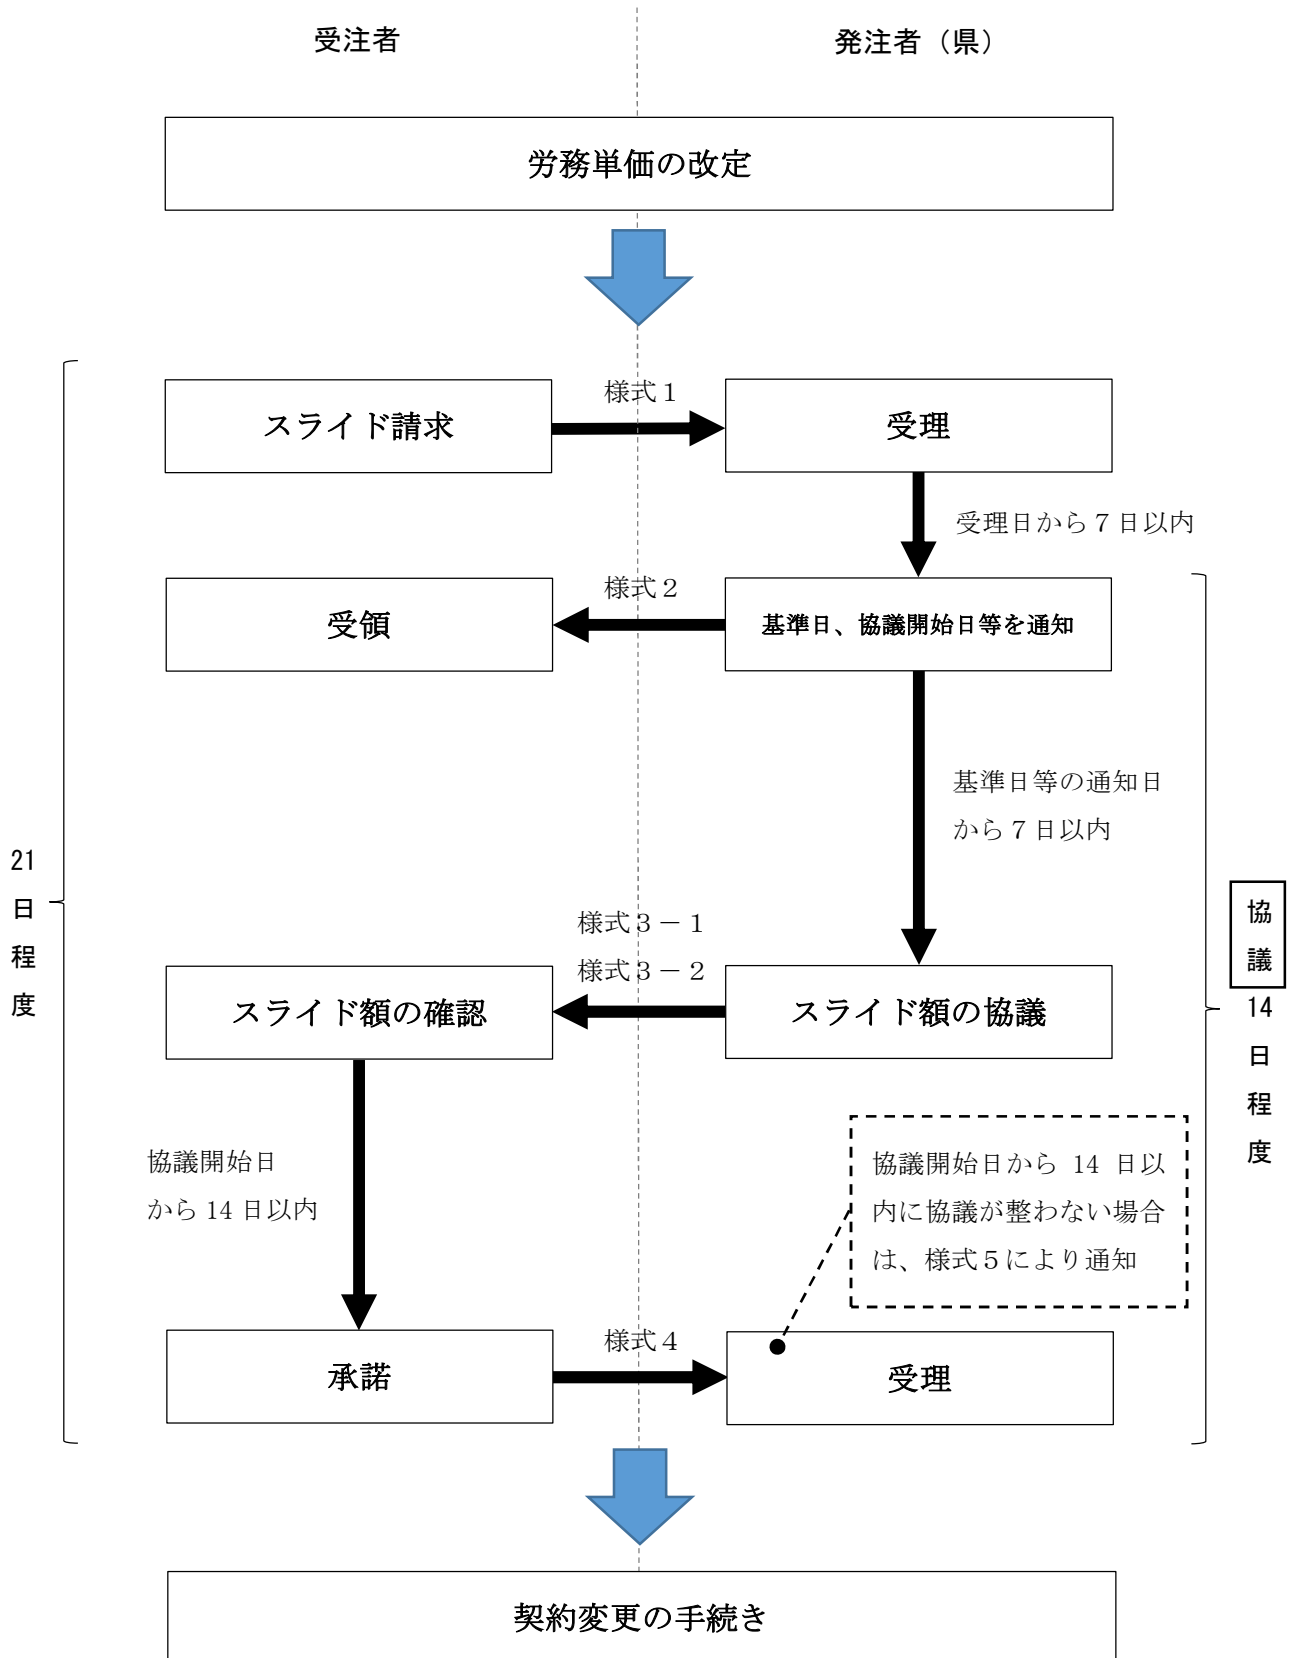 受注者
発注者（県）
労務単価の改定
スライド請求
様式１
受理
受理日から７日以内
受領
様式２
基準日、協議開始日等を通知
基準日等の通知日
から７日以内
21
日
程
度
協
議
14
日
程
度
様式３－１
様式３－２
スライド額の確認
スライド額の協議
協議開始日
から 14 日以内
協議開始日から 14 日以
内に協議が整わない場合
は、様式５により通知
承諾
様式４
受理
契約変更の手続き